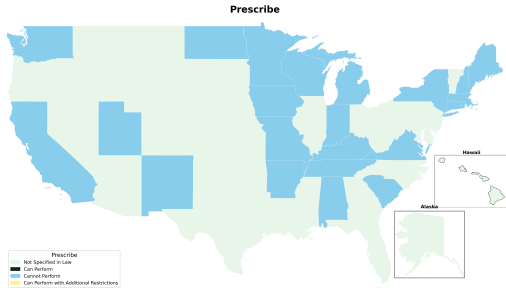 Prescribe
Hawaii
Alaska
Prescribe
Not Specified in Law
Can Perform
Cannot Perform
Can Perform with Additional Restrictions